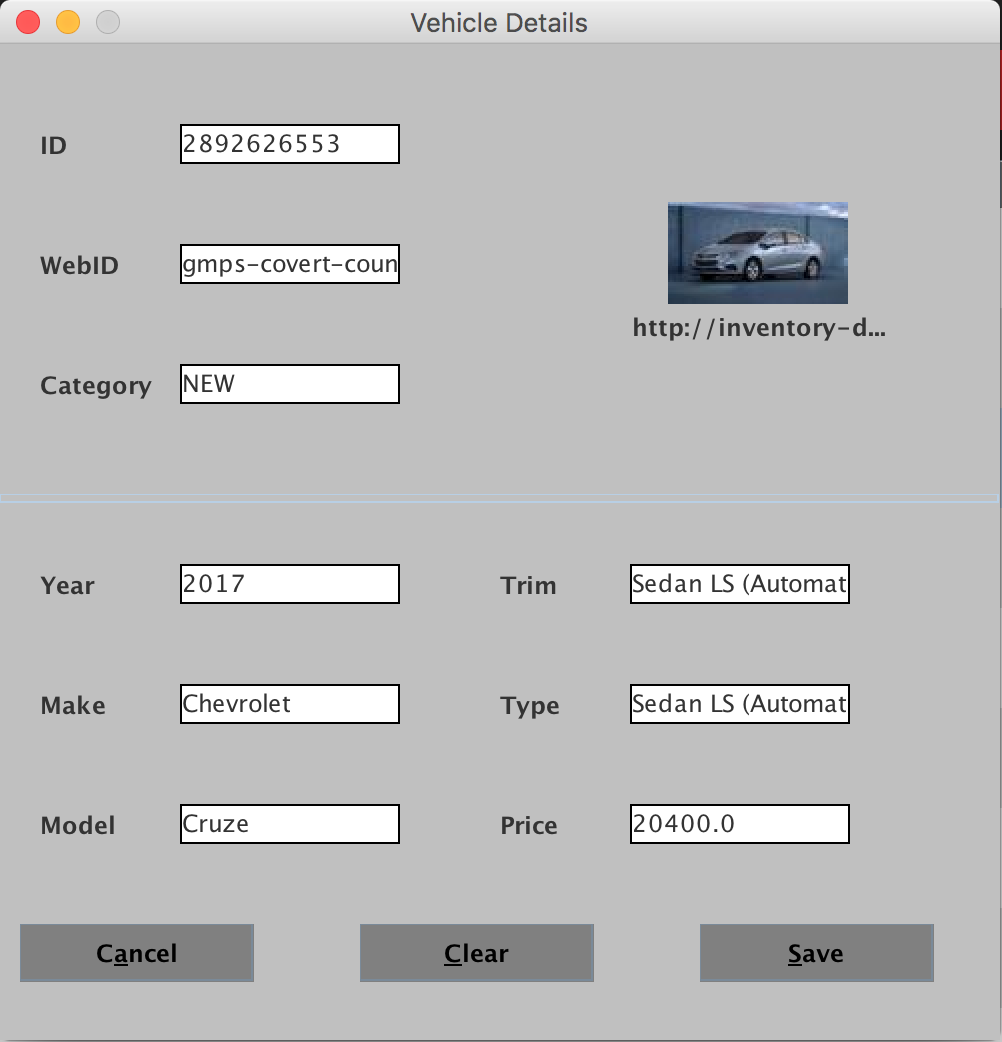 Vehicle Details
ID 2892626553
WebID gmps-covert-coun
http://inventory-d...
Category NEW
Year 2017 Trim Sedan LS (Automat
Make Chevrolet Type Sedan LS (Automat
Model Cruze Price 20400.0
Cancel Clear Save